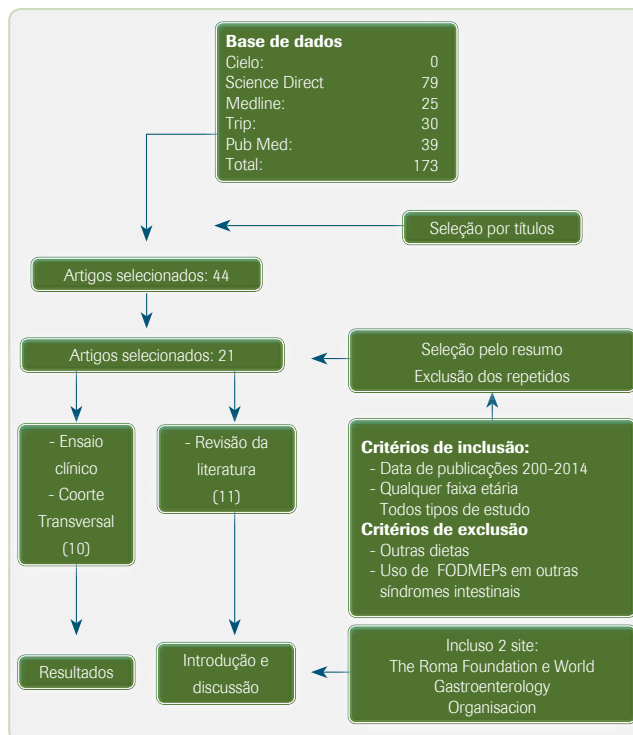 Base de dados
Cielo: 0
Science Direct 79
Medline: 25
Trip: 30
Pub Med: 39
Total: 173
Seleção por títulos
Artigos selecionados: 44
Artigos selecionados: 21
Seleção pelo resumo
Exclusão dos repetidos
- Ensaio
clínico
- Coorte
Transversal
(10)
- Revisão da
literatura
(11)
Critérios de inclusão:
- Data de publicações 200-2014
- Qualquer faixa etária
Todos tipos de estudo
Critérios de exclusão
- Outras dietas
- Uso de FODMEPs em outras
síndromes intestinais
Resultados
Introdução e
discussão
Incluso 2 site:
The Roma Foundation e World
Gastroenterology
Organisacion